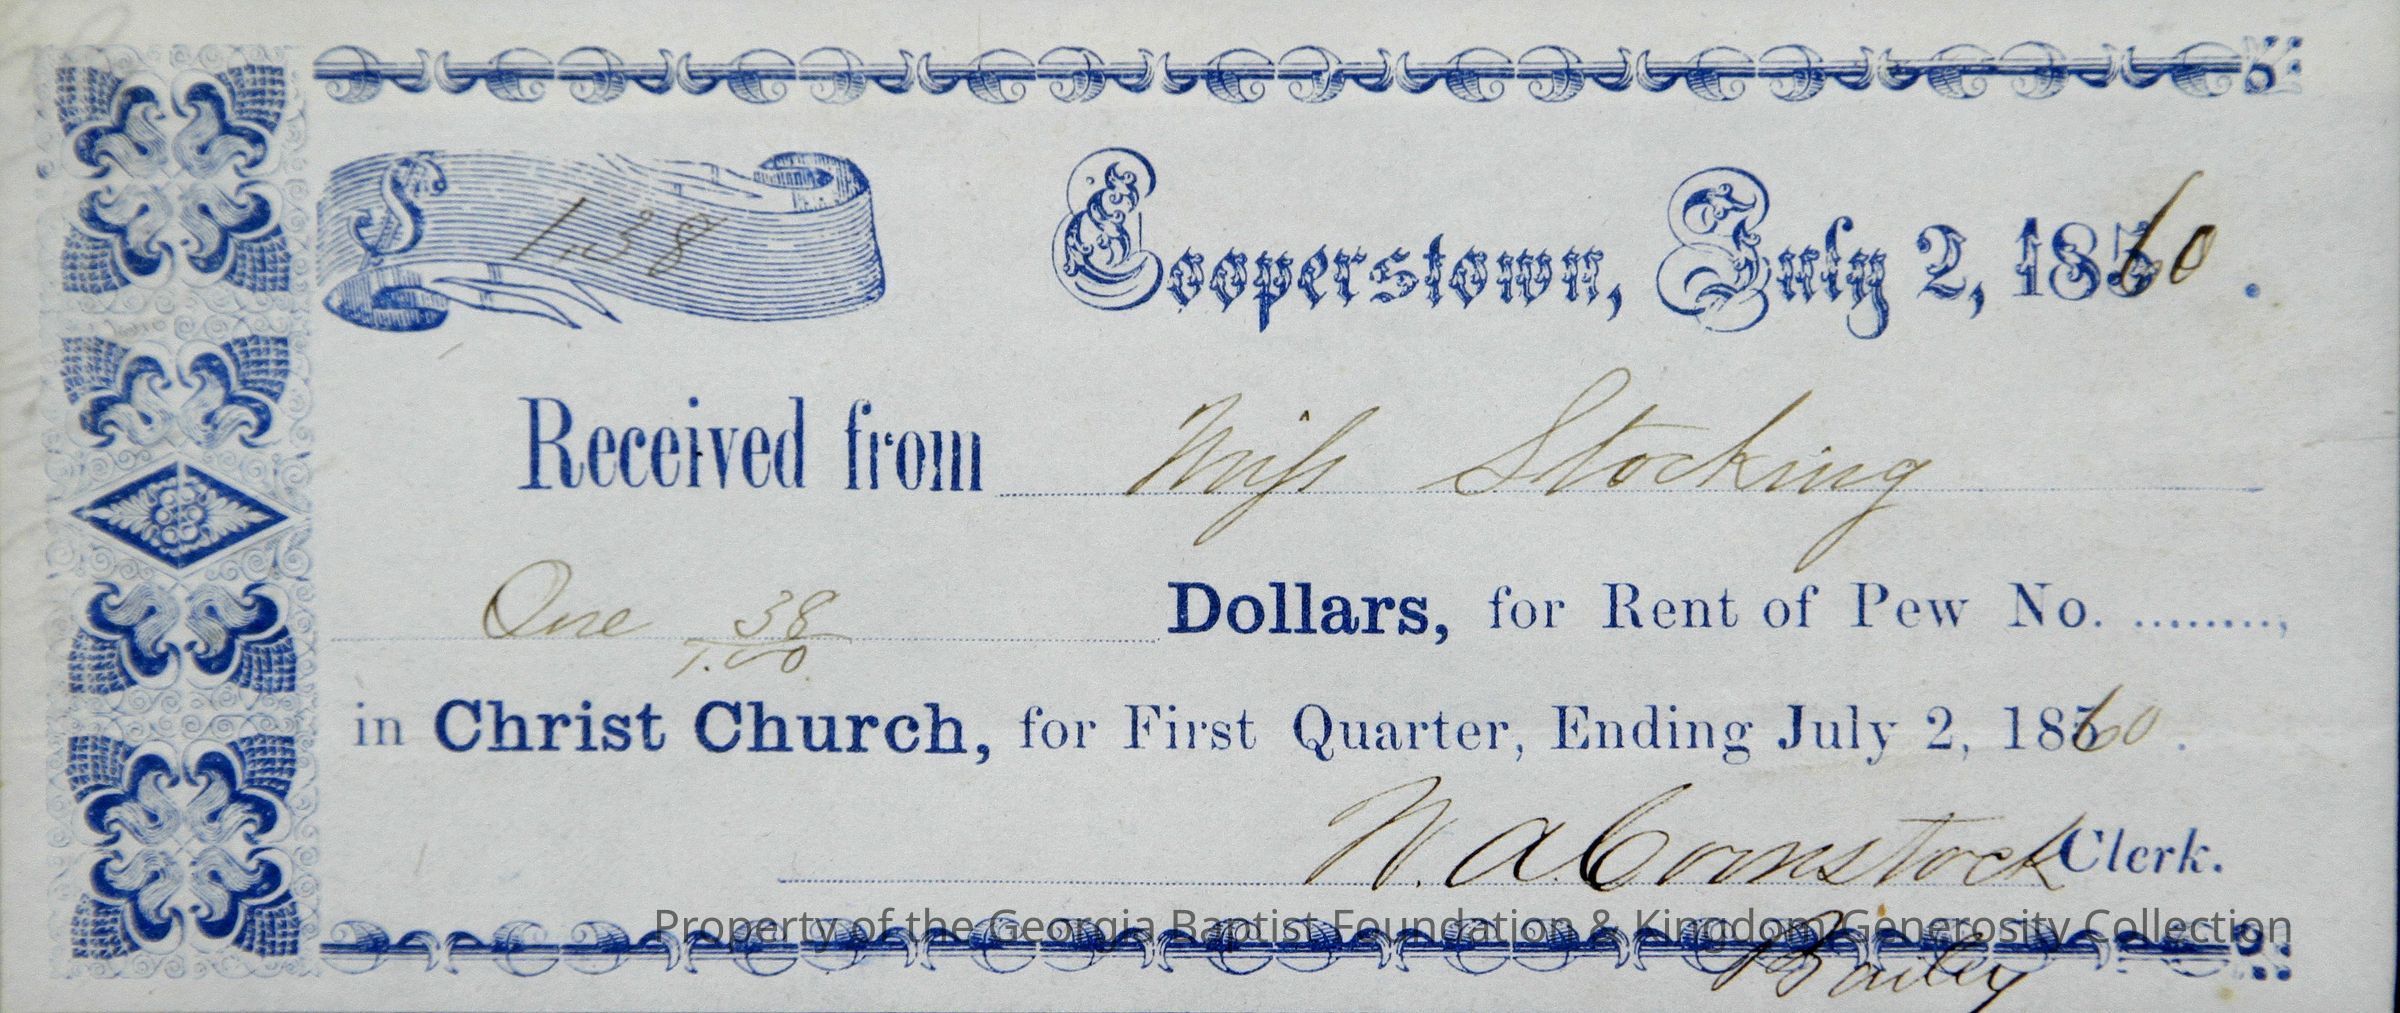 $ 1.38 Cooperstown, July 2, 1860.
Received from Miss Stocking
One 38/100 Dollars, for Rent of Pew No. ........,
in Christ Church, for First Quarter, Ending July 2, 1860.
Comstock Clerk.
Property of the Georgia Baptist Foundation & Kingdom Generosity Collection
Bailey